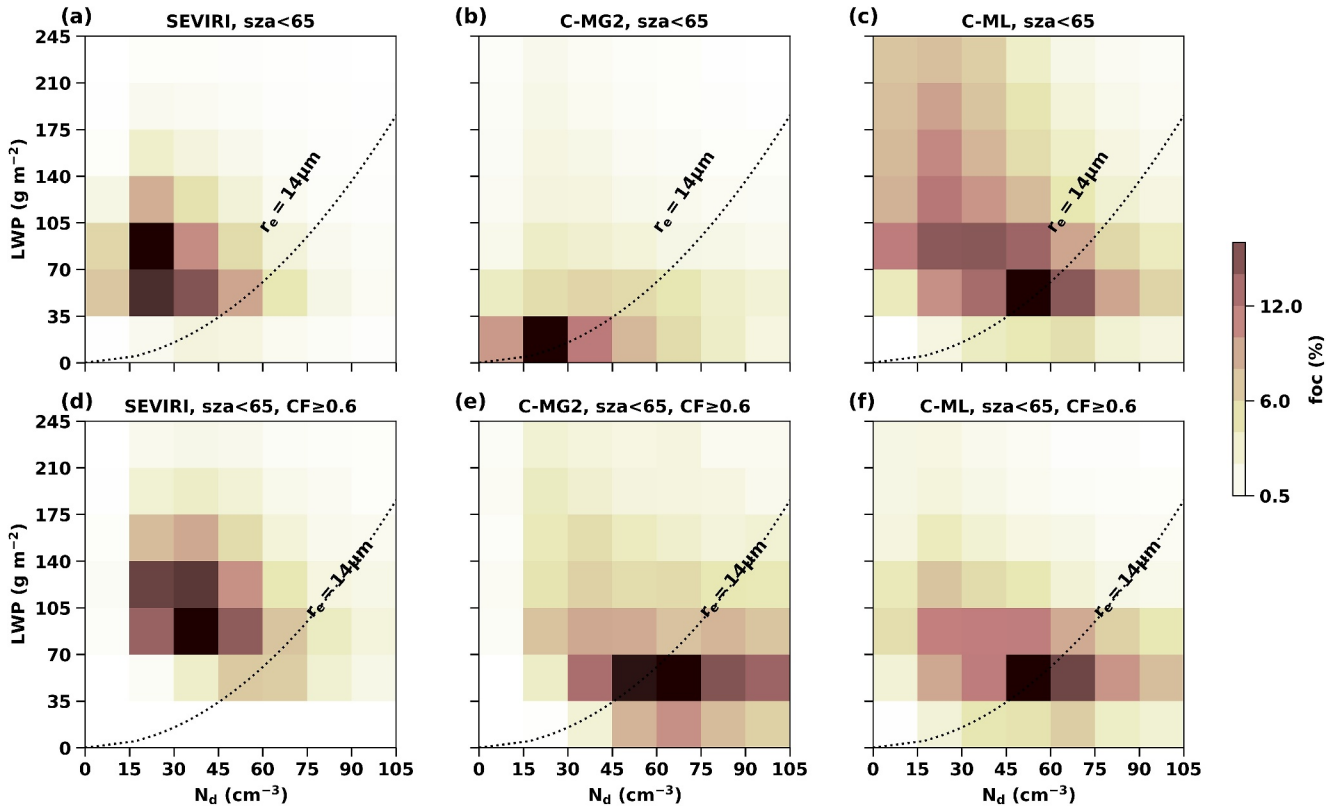 (a) SEVIRI, sza<65
(b) C-MG2, sza<65
(c) C-ML, sza<65
245
210
175
140
105
70
35
0
LWP (g m⁻²)
rₑ = 14μm
rₑ = 14μm
rₑ = 14μm
(d) SEVIRI, sza<65, CF≥0.6
(e) C-MG2, sza<65, CF≥0.6
(f) C-ML, sza<65, CF≥0.6
245
210
175
140
105
70
35
0
LWP (g m⁻²)
rₑ = 14μm
rₑ = 14μm
rₑ = 14μm
0 15 30 45 60 75 90 105
0 15 30 45 60 75 90 105
0 15 30 45 60 75 90 105
N_d (cm⁻³)
N_d (cm⁻³)
N_d (cm⁻³)
12.0
6.0
0.5
foc (%)